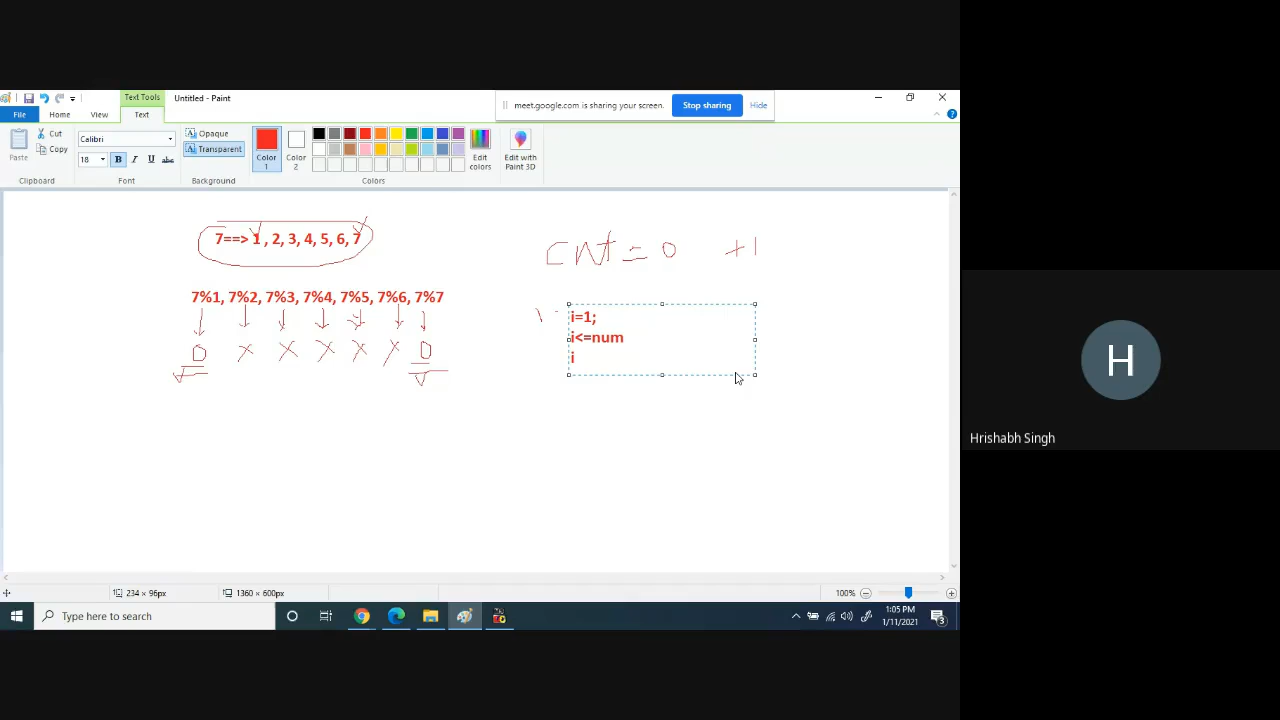 Text Tools Untitled - Paint
meet.google.com is sharing your screen. Stop sharing Hide
File Home View Text
Paste Cut Copy
Calibri
18 B I U abc
Opaque
Transparent
Color 1 Color 2
Edit colors
Edit with Paint 3D
Clipboard Font Background Colors
7==> 1 , 2, 3, 4, 5, 6, 7
CNT = 0 +1
7%1, 7%2, 7%3, 7%4, 7%5, 7%6, 7%7
0 X X X X X 0
i=1;
i<=num
i
H
Hrishabh Singh
234 × 96px 1360 × 600px 100%
Type here to search
1:05 PM
1/11/2021
3